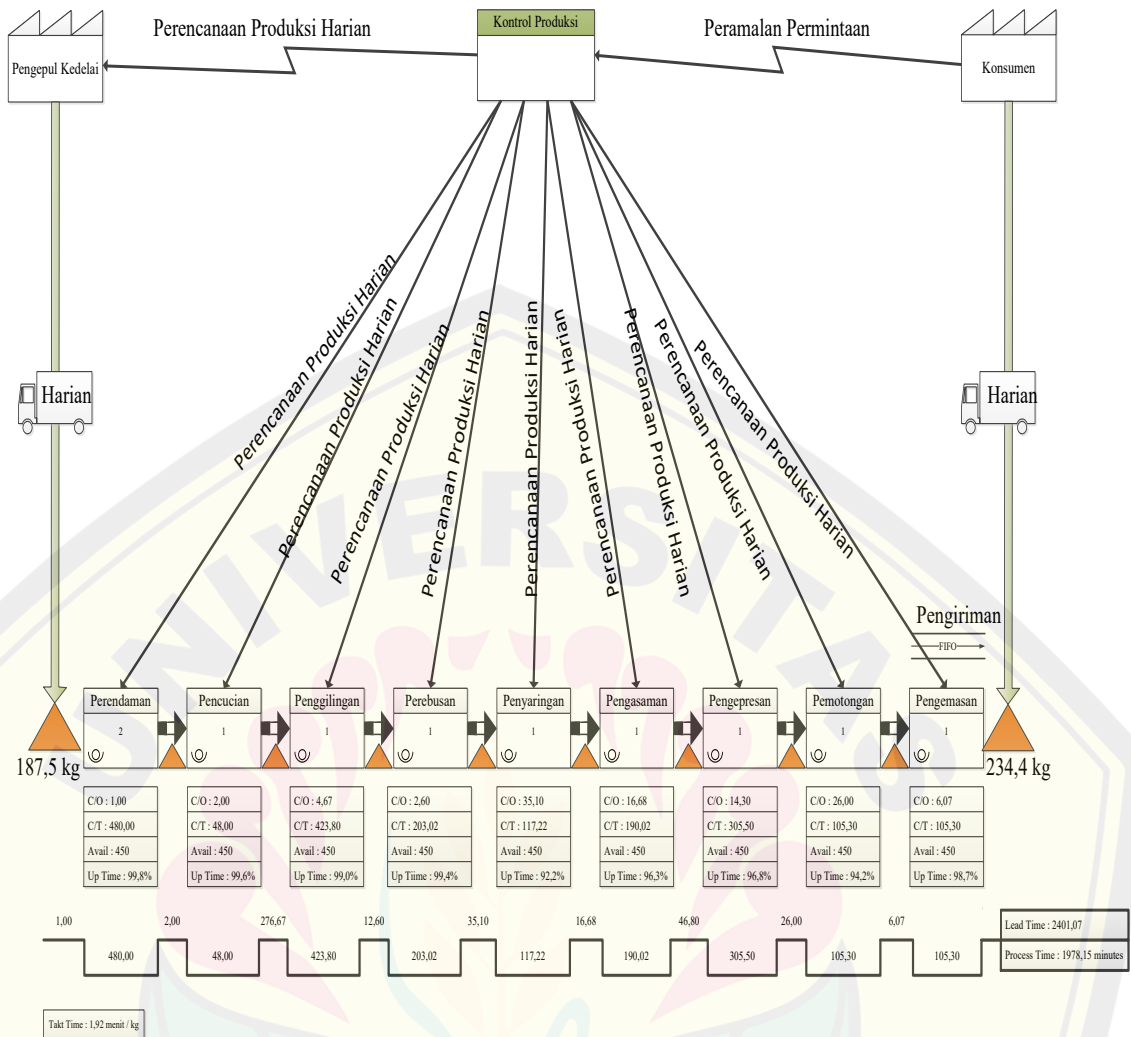 Perencanaan Produksi Harian
Kontrol Produksi
Peramalan Permintaan
Pengepul Kedelai
Konsumen
Perencanaan Produksi Harian
Perencanaan Produksi Harian
Perencanaan Produksi Harian
Perencanaan Produksi Harian
Perencanaan Produksi Harian
Perencanaan Produksi Harian
Perencanaan Produksi Harian
Perencanaan Produksi Harian
Perencanaan Produksi Harian
Harian
Harian
UNIVERSITAS
Pengiriman
FIFO
Perendaman
2
Pencucian
1
Penggilingan
1
Perebusan
1
Penyaringan
1
Pengasaman
1
Pengepresan
1
Pemotongan
1
Pengemasan
1
187,5 kg
234,4 kg
C/O : 1,00
C/T : 480,00
Avail : 450
Up Time : 99,8%
C/O : 2,00
C/T : 48,00
Avail : 450
Up Time : 99,6%
C/O : 4,67
C/T : 423,80
Avail : 450
Up Time : 99,0%
C/O : 2,60
C/T : 203,02
Avail : 450
Up Tiime : 99,4%
C/O : 35,10
C/T : 117,22
Avail : 450
Up Time : 92,2%
C/O : 16,68
C/T : 190,02
Avail : 450
Up Time : 96,3%
C/O : 14,30
C/T : 305,50
Avail : 450
Up Time : 96,8%
C/O : 26,00
C/T : 105,30
Avail : 450
Up Time : 94,2%
C/O : 6,07
C/T : 105,30
Avail : 450
Up Time : 98,7%
1,00 2,00 276,67 12,60 35,10 16,68 46,80 26,00 6,07
Lead Time : 2401,07
480,00 48,00 423,80 203,02 117,22 190,02 305,50 105,30 105,30
Process Time : 1978,15 minutes
Takt Time : 1,92 menit / kg